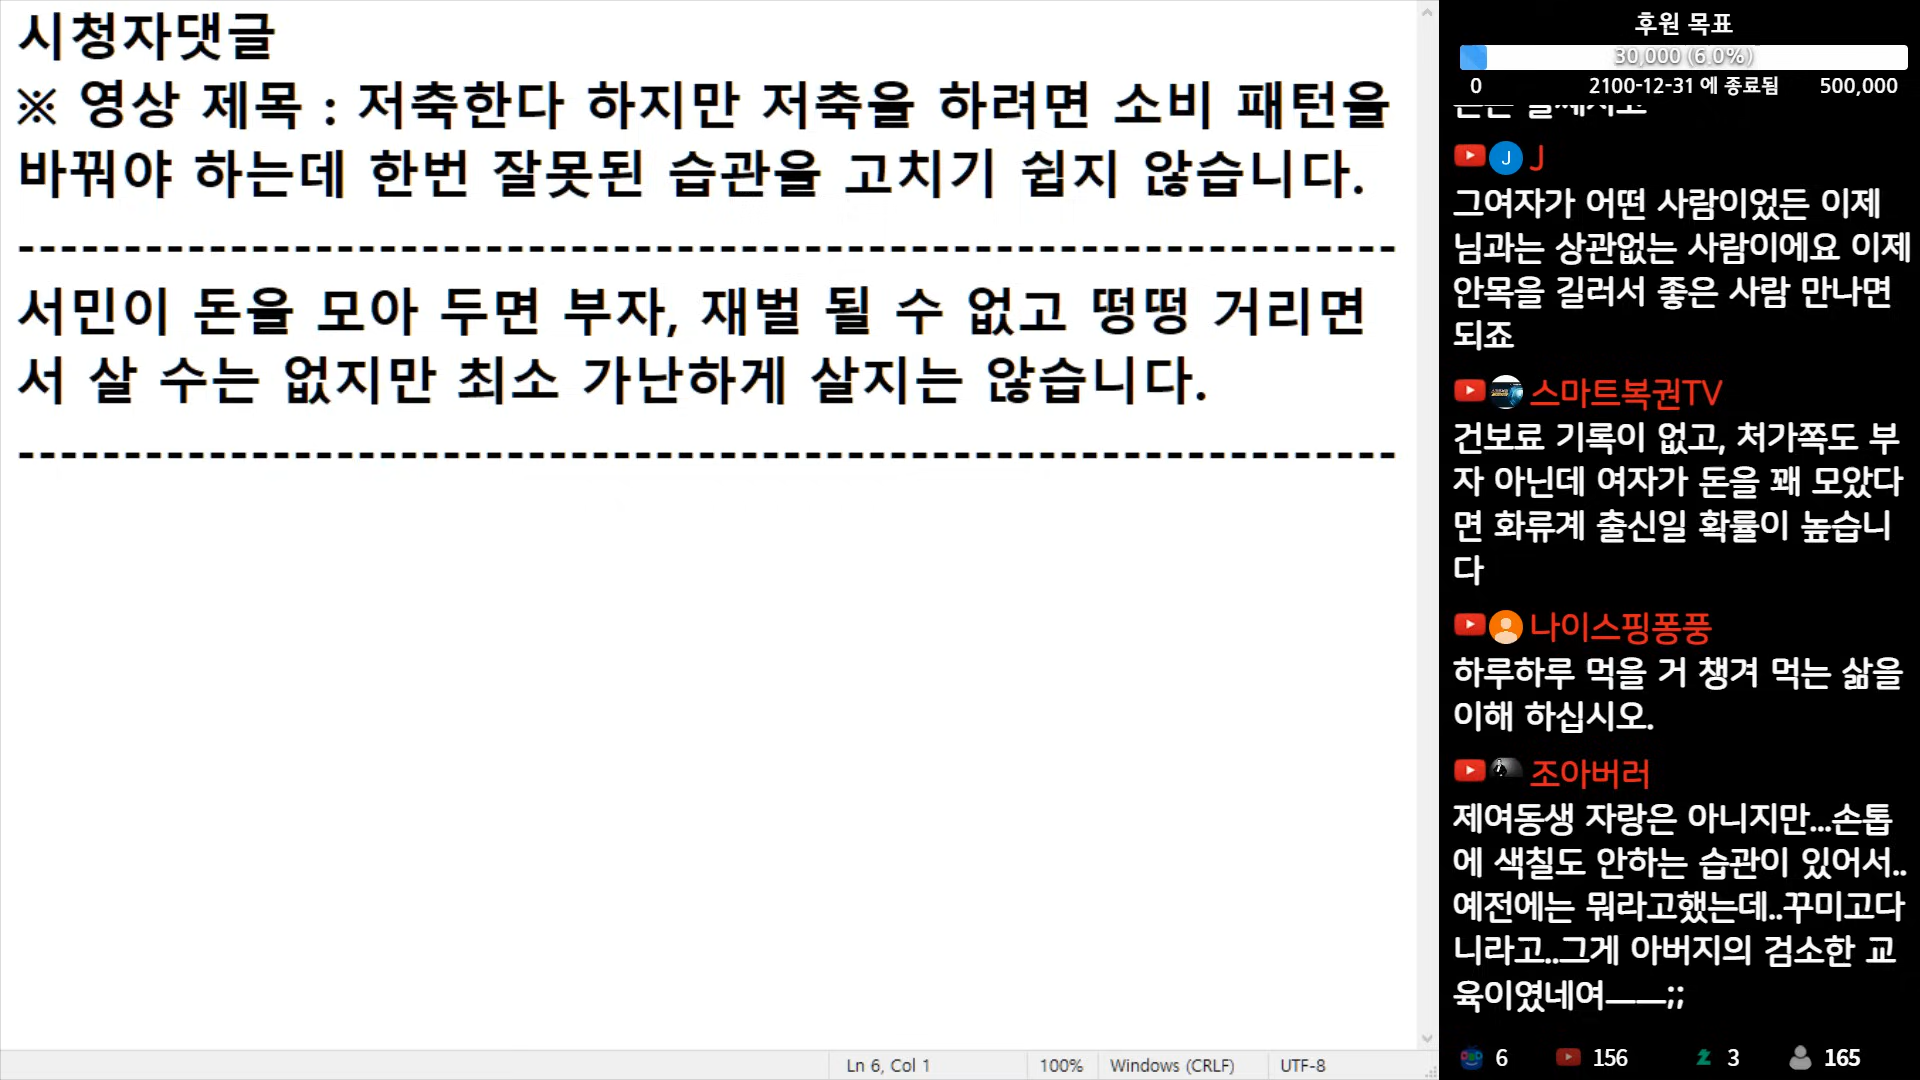 시청자댓글
※ 영상 제목 : 저축한다 하지만 저축을 하려면 소비 패턴을
바꿔야 하는데 한번 잘못된 습관을 고치기 쉽지 않습니다.
-----------------------------------------------------------------
서민이 돈을 모아 두면 부자, 재벌 될 수 없고 떵떵 거리면
서 살 수는 없지만 최소 가난하게 살지는 않습니다.
-----------------------------------------------------------------
Ln 6, Col 1
100%
Windows (CRLF)
UTF-8
후원 목표
30,000 (6.0%)
0
2100-12-31 에 종료됨
500,000
J
J
그여자가 어떤 사람이었든 이제
님과는 상관없는 사람이에요 이제
안목을 길러서 좋은 사람 만나면
되죠
스마트복권TV
건보료 기록이 없고, 처가쪽도 부
자 아닌데 여자가 돈을 꽤 모았다
면 화류계 출신일 확률이 높습니
다
나이스핑퐁풍
하루하루 먹을 거 챙겨 먹는 삶을
이해 하십시오.
조아버러
제여동생 자랑은 아니지만...손톱
에 색칠도 안하는 습관이 있어서..
예전에는 뭐라고했는데..꾸미고다
니라고..그게 아버지의 검소한 교
육이였네여ㅡㅡ;;
6
156
3
165